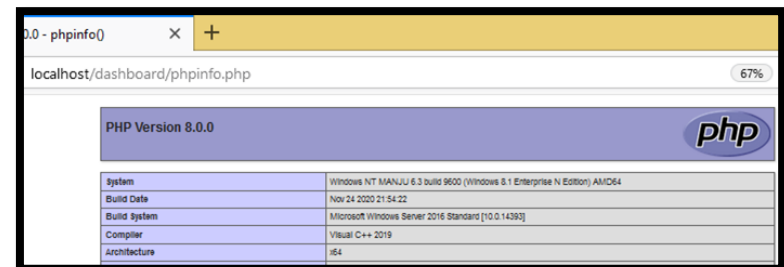 0.0 - phpinfo() × +
localhost/dashboard/phpinfo.php 67%
PHP Version 8.0.0 php
System Windows NT MANJU 6.3 build 9600 (Windows 8.1 Enterprise N Edition) AMD64
Build Date Nov 24 2020 21:54:22
Build System Microsoft Windows Server 2016 Standard [10.0.14393]
Compiler Visual C++ 2019
Architecture x64